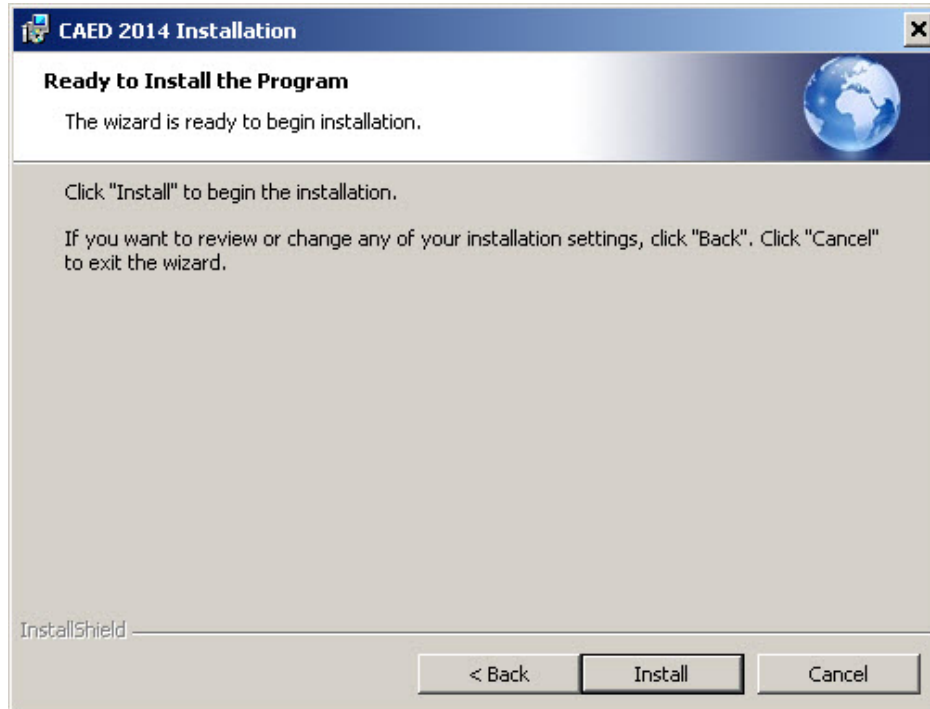 CAED 2014 Installation
Ready to Install the Program
The wizard is ready to begin installation.
Click "Install" to begin the installation.
If you want to review or change any of your installation settings, click "Back". Click "Cancel"
to exit the wizard.
InstallShield
< Back
Install
Cancel